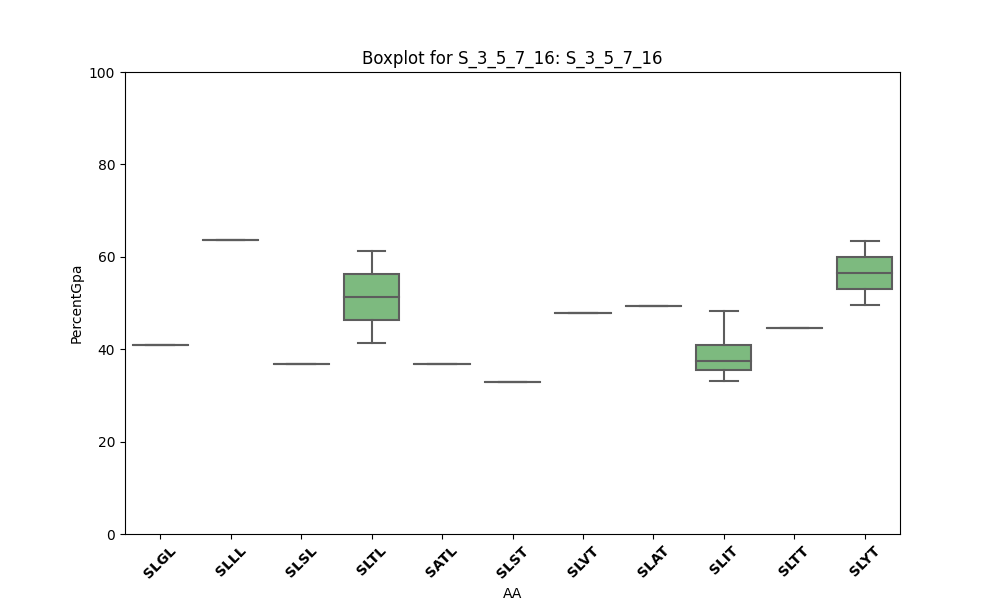 Boxplot for S_3_5_7_16: S_3_5_7_16
100
80
60
40
20
0
PercentGpa
SLGL SLLL SLSL SLTL SATL SLST SLVT SLAT SLIT SLTT SLYT
AA